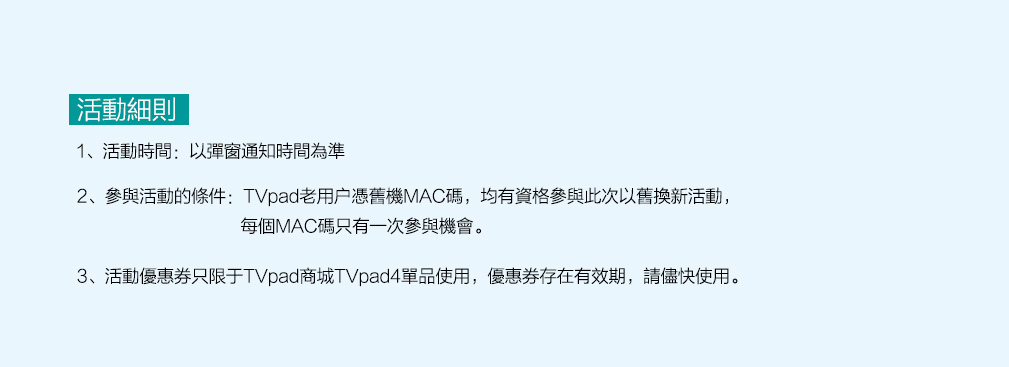 活動細則
1、活動時間：以彈窗通知時間為準
2、參與活動的條件：TVpad老用户憑舊機MAC碼，均有資格參與此次以舊換新活動，
每個MAC碼只有一次參與機會。
3、活動優惠券只限于TVpad商城TVpad4單品使用，優惠券存在有效期，請儘快使用。